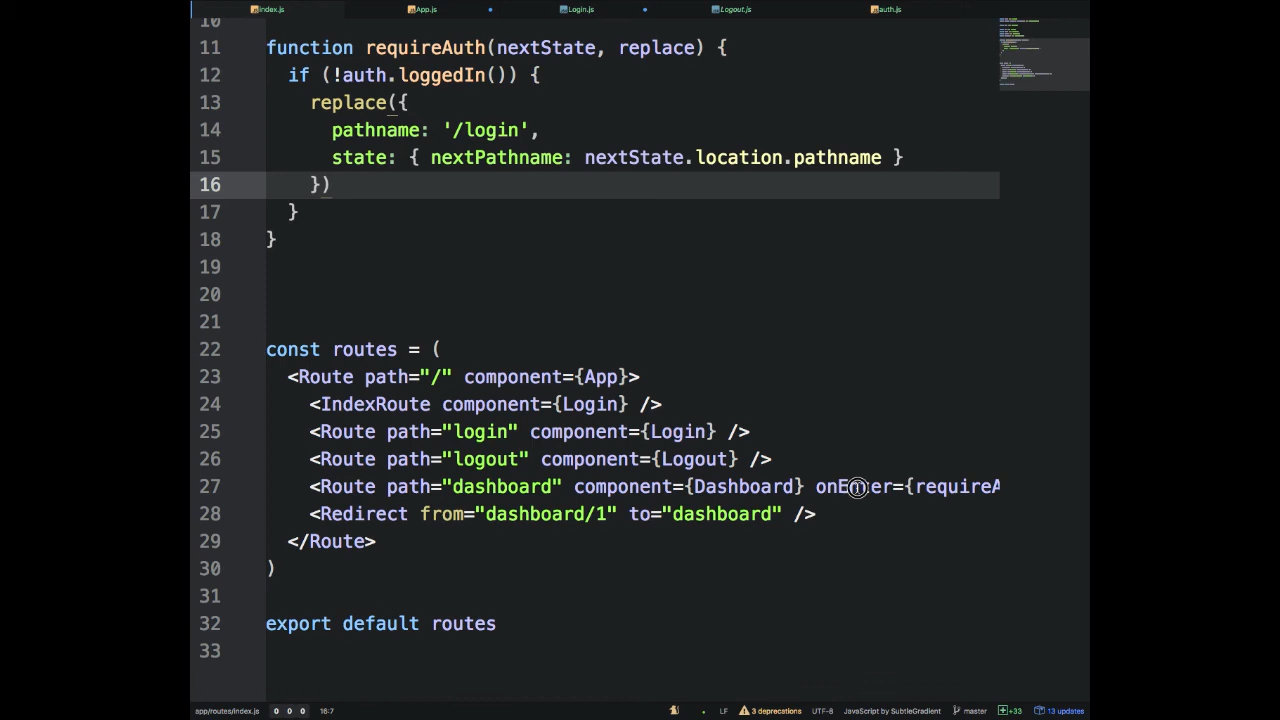 index.js App.js Login.js Logout.js auth.js
10
11 function requireAuth(nextState, replace) {
12 if (!auth.loggedIn()) {
13 replace({
14 pathname: '/login',
15 state: { nextPathname: nextState.location.pathname }
16 })
17 }
18 }
19
20
21
22 const routes = (
23 <Route path="/" component={App}>
24 <IndexRoute component={Login} />
25 <Route path="login" component={Login} />
26 <Route path="logout" component={Logout} />
27 <Route path="dashboard" component={Dashboard} onEnter={requireA
28 <Redirect from="dashboard/1" to="dashboard" />
29 </Route>
30 )
31
32 export default routes
33
app/routes/index.js 0 0 0 16:7 LF 3 deprecations UTF-8 JavaScript by SubtleGradient master +33 12 updates